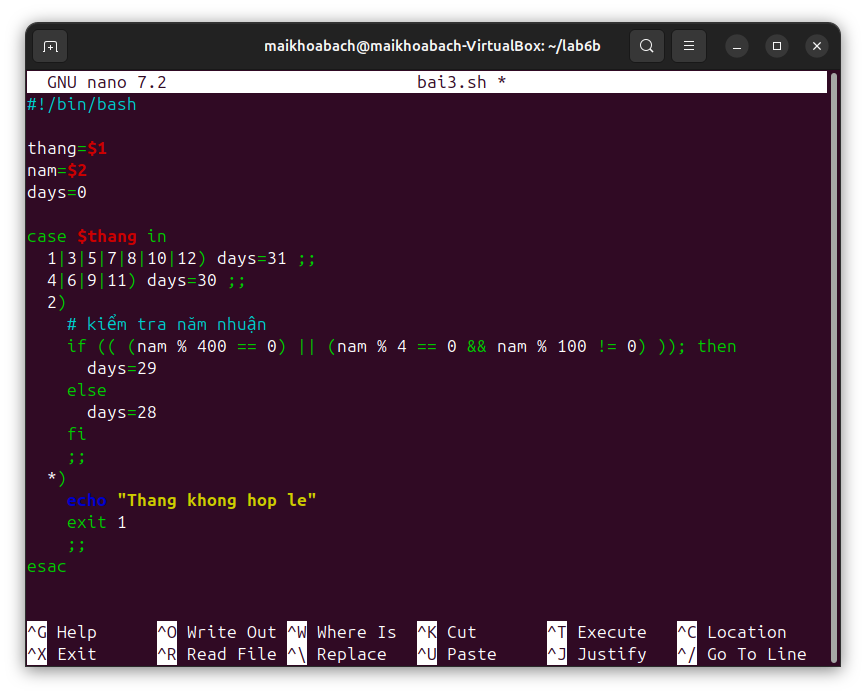 maikhoabach@maikhoabach-VirtualBox: ~/lab6b
GNU nano 7.2 bai3.sh *
#!/bin/bash

thang=$1
nam=$2
days=0

case $thang in
  1|3|5|7|8|10|12) days=31 ;;
  4|6|9|11) days=30 ;;
  2)
    # kiểm tra năm nhuận
    if (( (nam % 400 == 0) || (nam % 4 == 0 && nam % 100 != 0) )); then
      days=29
    else
      days=28
    fi
    ;;
  *)
    echo "Thang khong hop le"
    exit 1
    ;;
esac

^G Help ^O Write Out ^W Where Is ^K Cut ^T Execute ^C Location
^X Exit ^R Read File ^\ Replace ^U Paste ^J Justify ^/ Go To Line